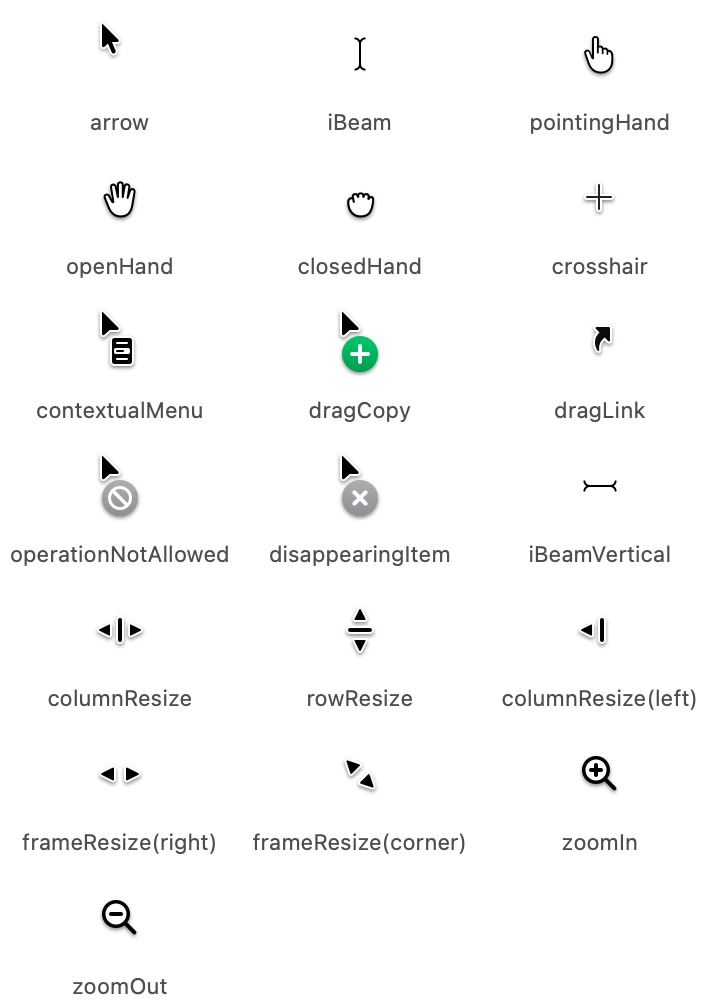 arrow
iBeam
pointingHand
openHand
closedHand
crosshair
contextualMenu
dragCopy
dragLink
operationNotAllowed
disappearingItem
iBeamVertical
columnResize
rowResize
columnResize(left)
frameResize(right)
frameResize(corner)
zoomIn
zoomOut